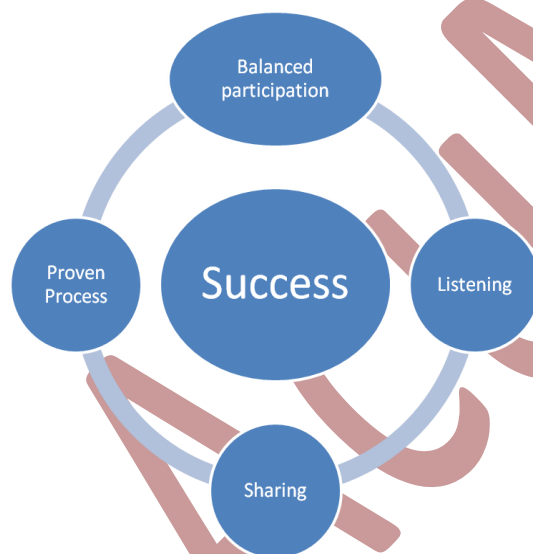 Balanced
participation
Proven
Process
Success
Listening
Sharing